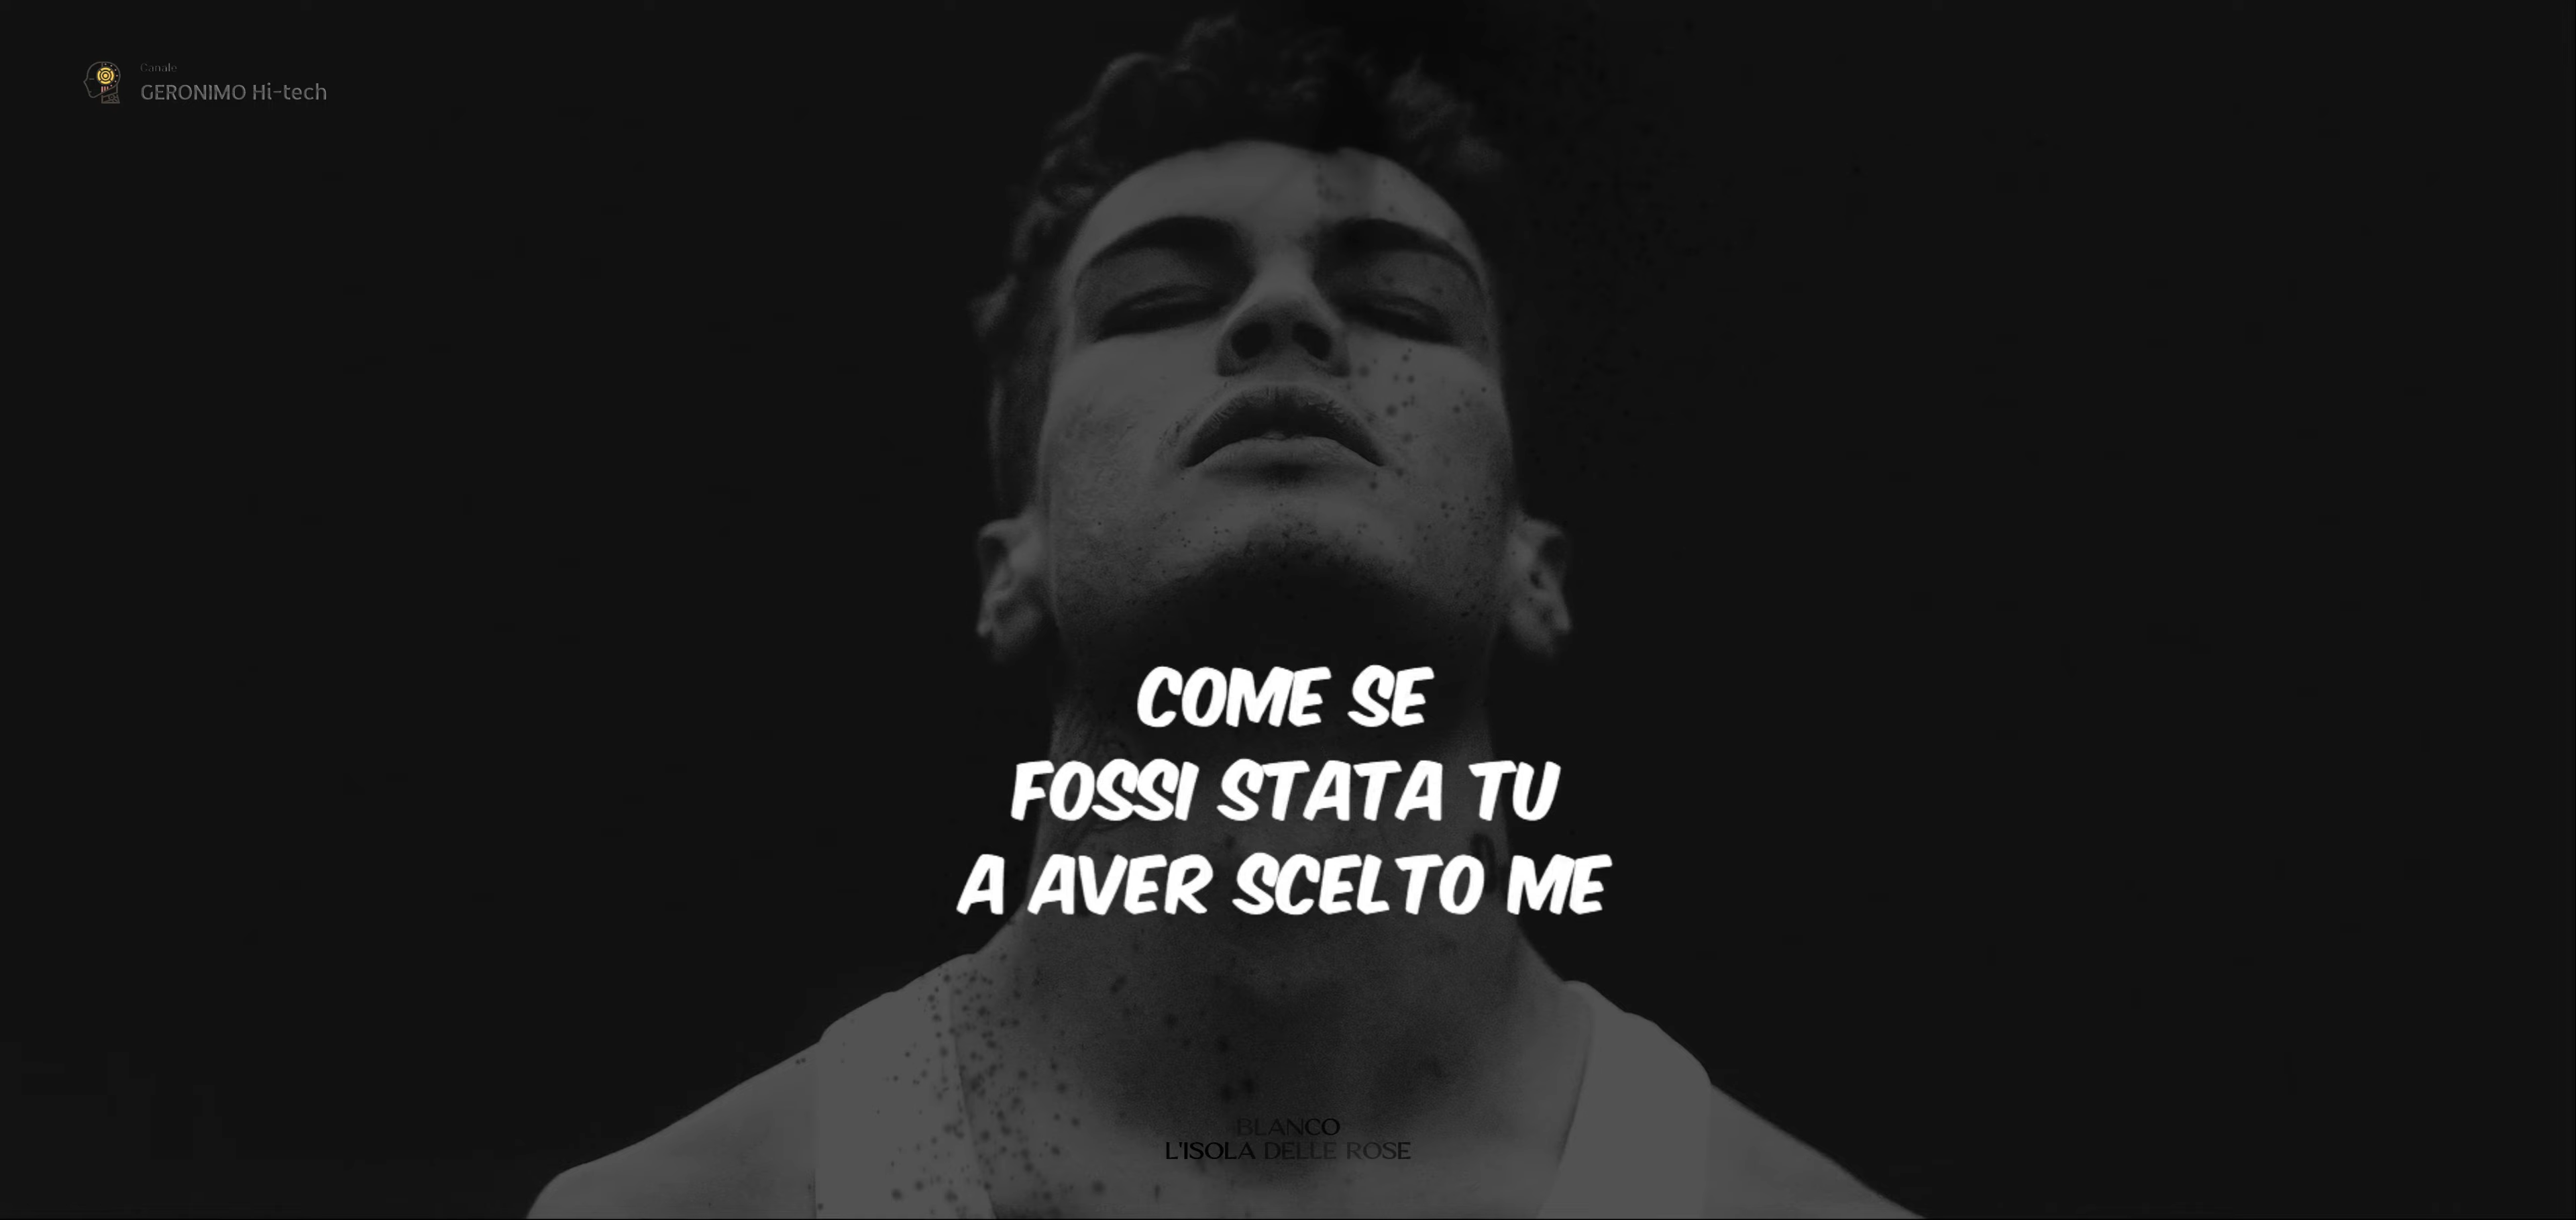 Canale
GERONIMO Hi-tech
COME SE
FOSSI STATA TU
A AVER SCELTO ME
BLANCO
L'ISOLA DELLE ROSE